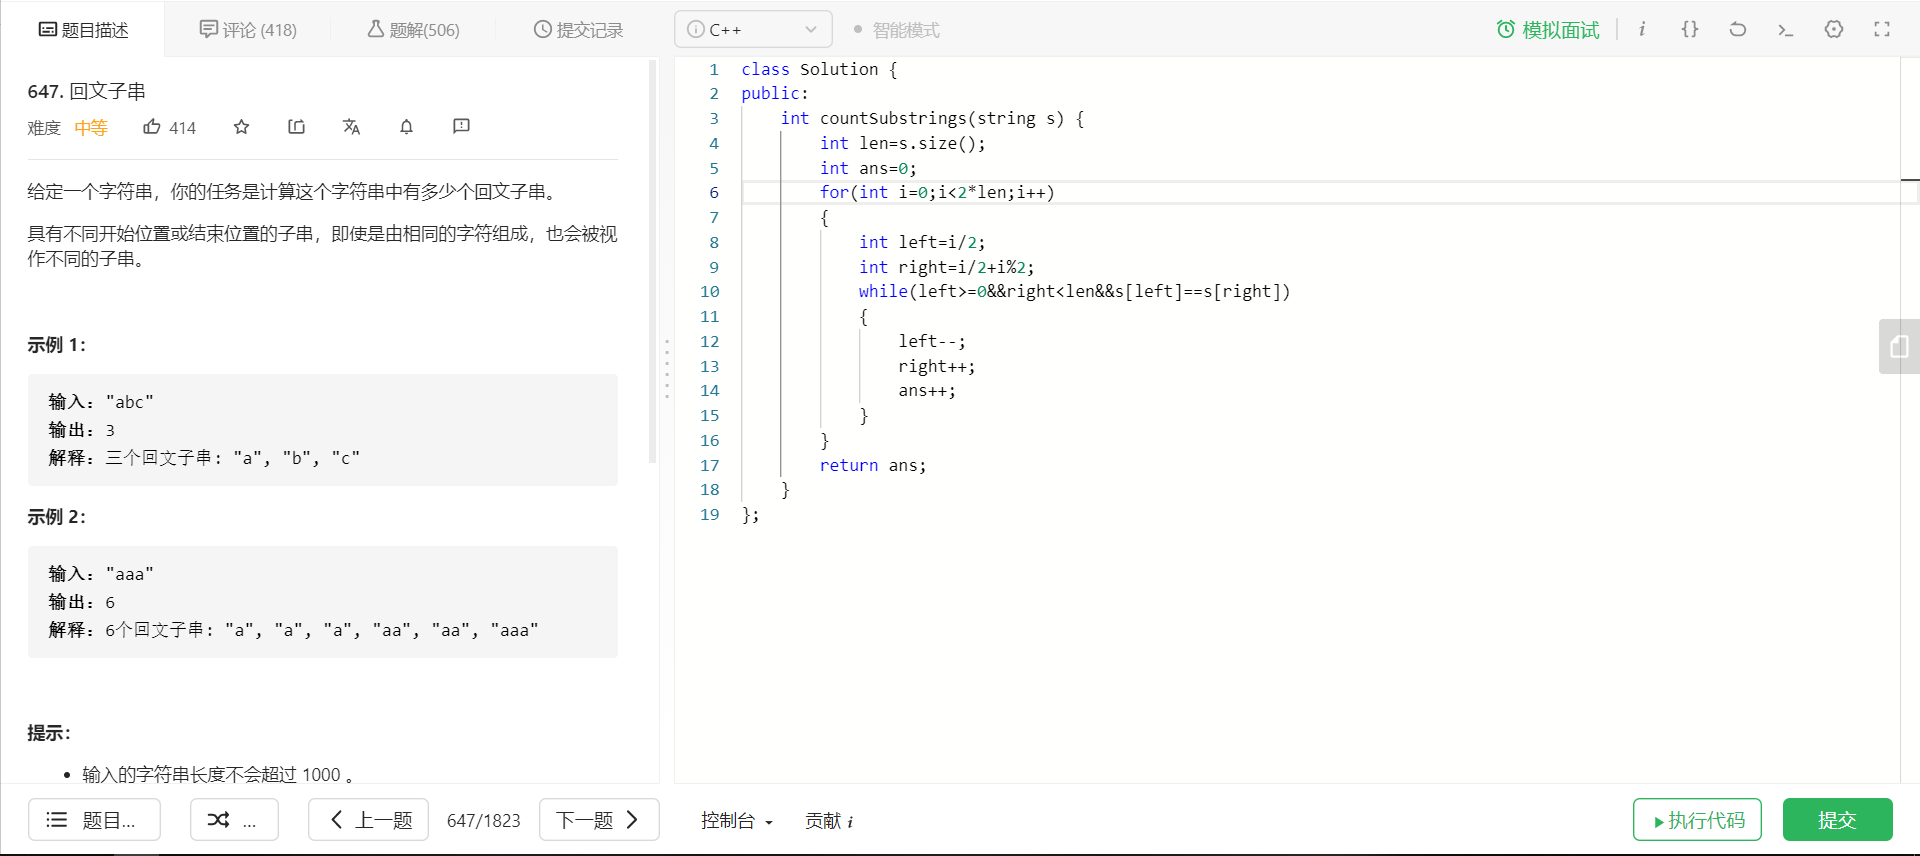 题目描述
评论 (418)
题解(506)
提交记录
C++
智能模式
模拟面试
647. 回文子串
难度 中等 414
给定一个字符串，你的任务是计算这个字符串中有多少个回文子串。
具有不同开始位置或结束位置的子串，即使是由相同的字符组成，也会被视
作不同的子串。
示例 1：
输入："abc"
输出：3
解释：三个回文子串: "a", "b", "c"
示例 2：
输入："aaa"
输出：6
解释：6个回文子串: "a", "a", "a", "aa", "aa", "aaa"
提示：
• 输入的字符串长度不会超过 1000 。
1 class Solution {
2 public:
3 int countSubstrings(string s) {
4 int len=s.size();
5 int ans=0;
6 for(int i=0;i<2*len;i++)
7 {
8 int left=i/2;
9 int right=i/2+i%2;
10 while(left>=0&&right<len&&s[left]==s[right])
11 {
12 left--;
13 right++;
14 ans++;
15 }
16 }
17 return ans;
18 }
19 };
题目...
...
上一题
647/1823
下一题
控制台
贡献 i
执行代码
提交